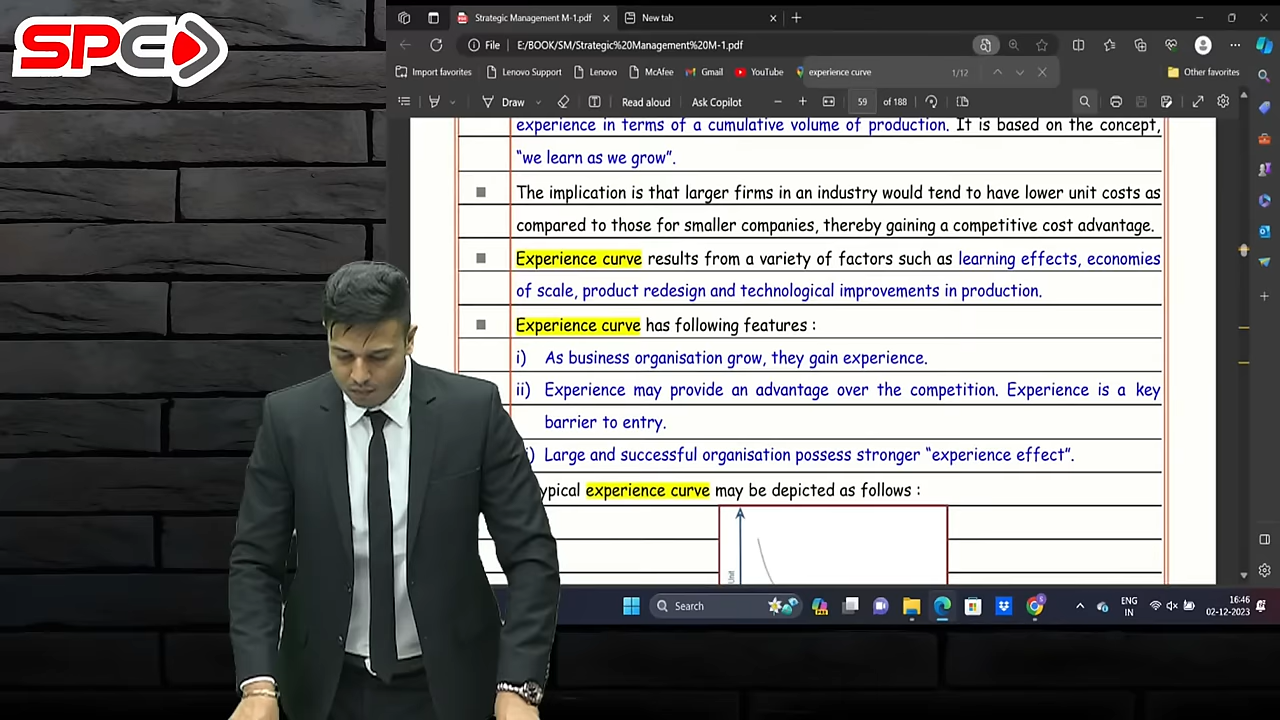 SPC
Strategic Management M-1.pdf
New tab
File
E:/BOOK/SM/Strategic%20Management%20M-1.pdf
Import favorites
Lenovo Support
Lenovo
McAfee
Gmail
YouTube
experience curve
1/12
Other favorites
Draw
Read aloud
Ask Copilot
59
of 188
experience in terms of a cumulative volume of production. It is based on the concept,
“we learn as we grow”.
■ The implication is that larger firms in an industry would tend to have lower unit costs as
compared to those for smaller companies, thereby gaining a competitive cost advantage.
■ Experience curve results from a variety of factors such as learning effects, economies
of scale, product redesign and technological improvements in production.
■ Experience curve has following features :
i) As business organisation grow, they gain experience.
ii) Experience may provide an advantage over the competition. Experience is a key
barrier to entry.
i) Large and successful organisation possess stronger “experience effect”.
ypical experience curve may be depicted as follows :
Unit
Search
ENG
IN
16:46
02-12-2023